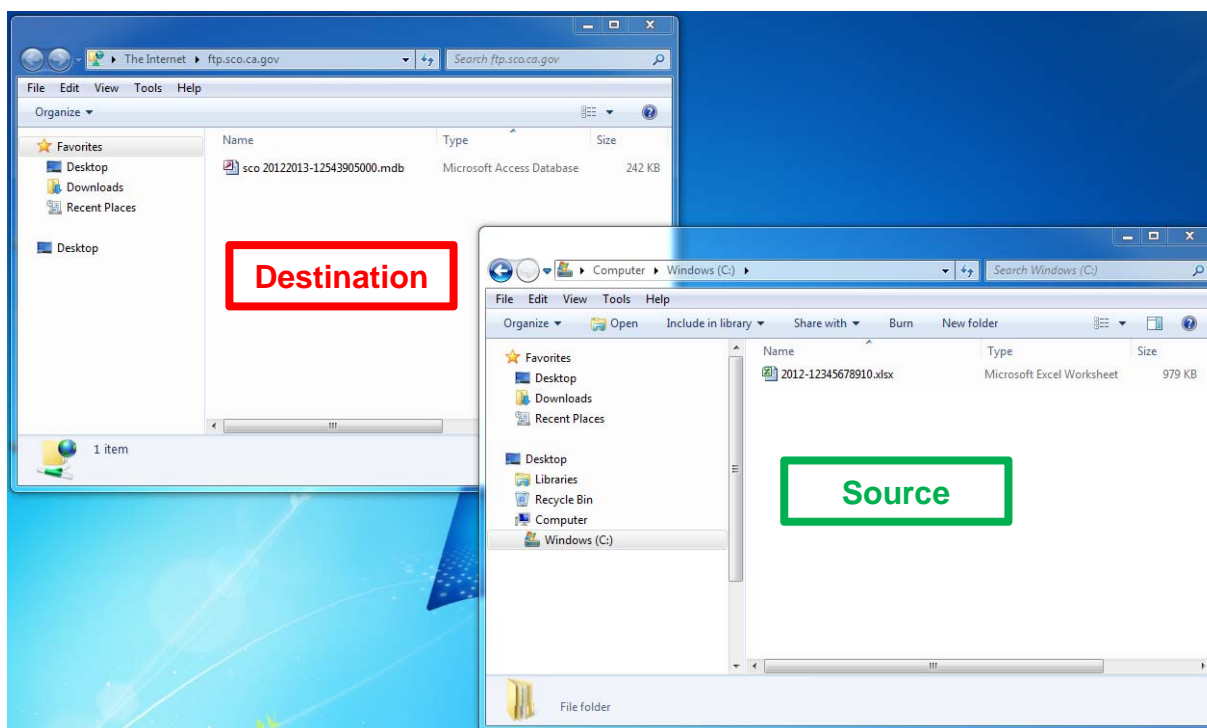 The Internet ftp.sco.ca.gov Search ftp.sco.ca.gov
File Edit View Tools Help
Organize
Name Type Size
Favorites
Desktop
Downloads
Recent Places
Desktop
sco 20122013-12543905000.mdb Microsoft Access Database 242 KB
Destination
1 item
Computer Windows (C:) Search Windows (C:)
File Edit View Tools Help
Organize Open Include in library Share with Burn New folder
Name Type Size
Favorites
Desktop
Downloads
Recent Places
Desktop
Libraries
Recycle Bin
Computer
Windows (C:)
2012-12345678910.xlsx Microsoft Excel Worksheet 979 KB
Source
File folder